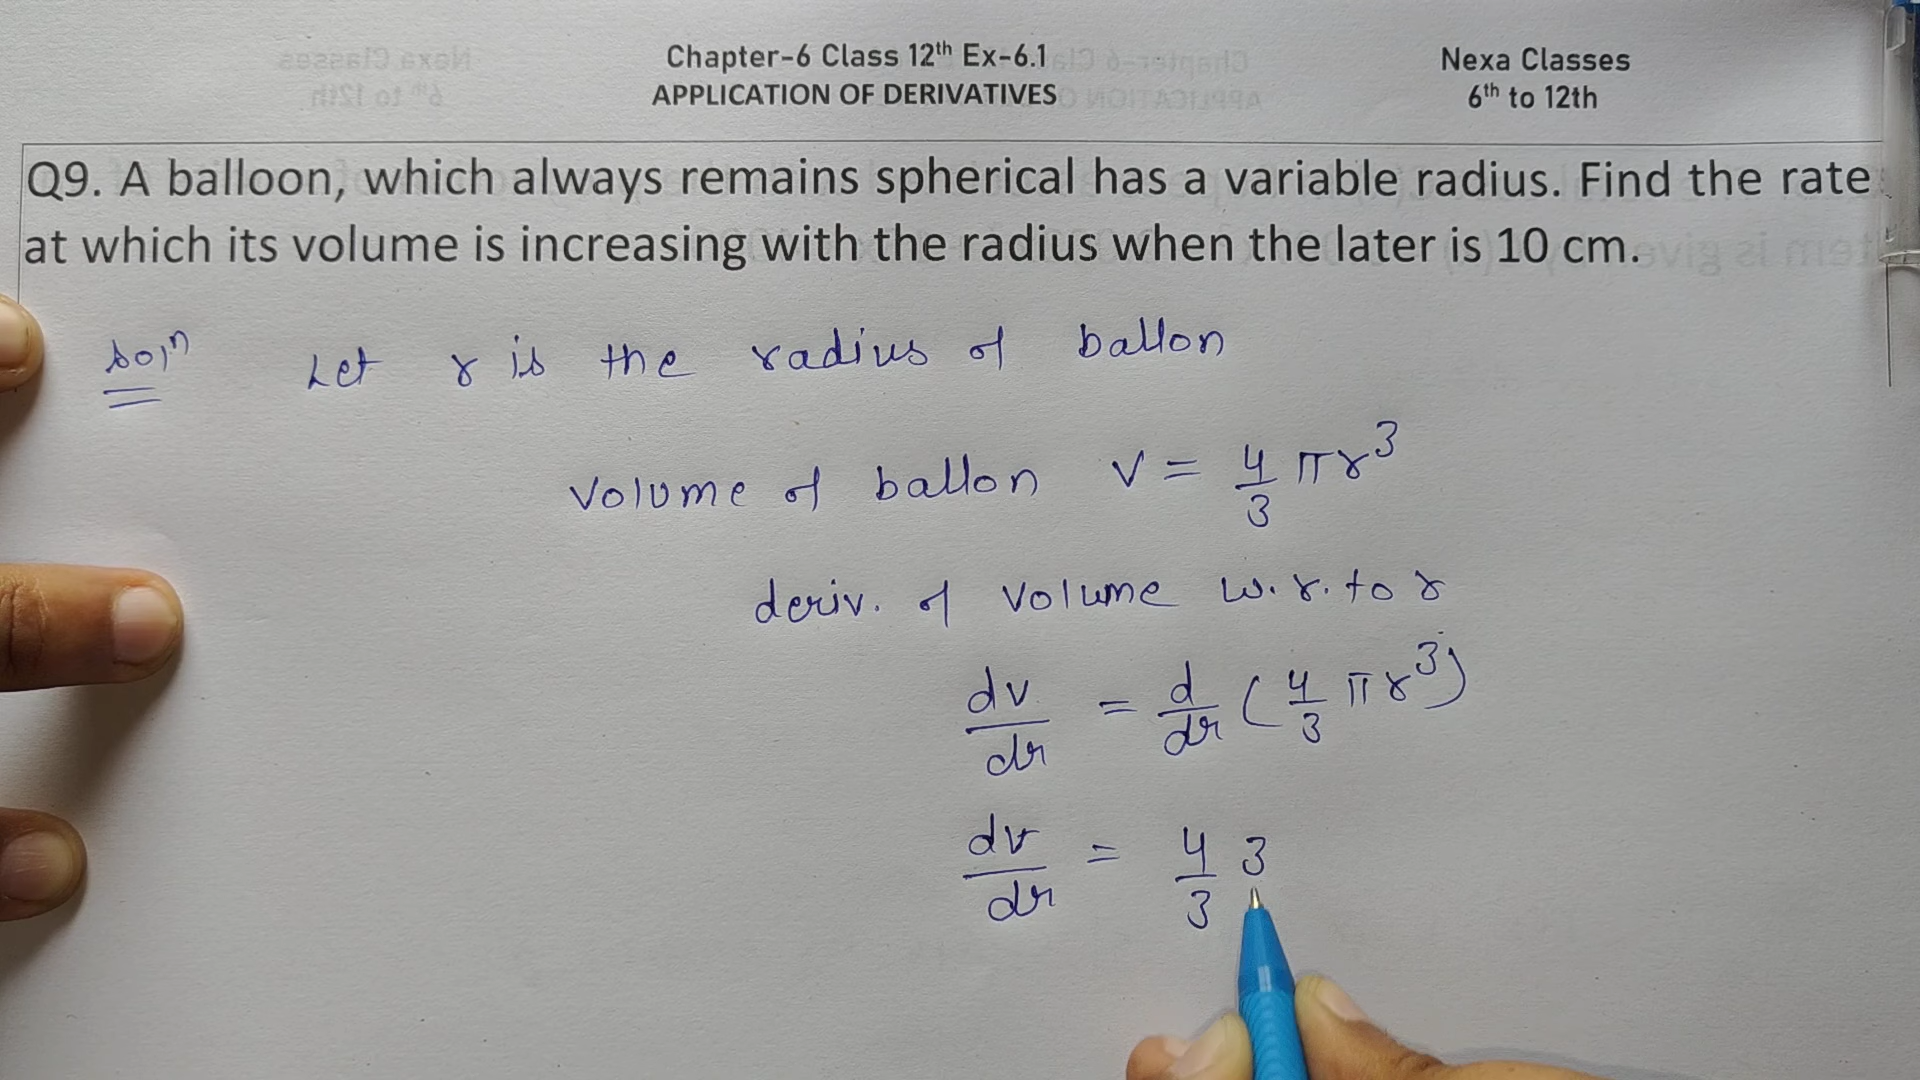 Chapter-6 Class 12th Ex-6.1
APPLICATION OF DERIVATIVES
Nexa Classes
6th to 12th
Q9. A balloon, which always remains spherical has a variable radius. Find the rate
at which its volume is increasing with the radius when the later is 10 cm.
Solⁿ Let r is the radius of ballon
Volume of ballon V = 4/3 πr³
deriv. of Volume w.r.to r
dv/dr = d/dr (4/3 πr³)
dv/dr = 4/3 3